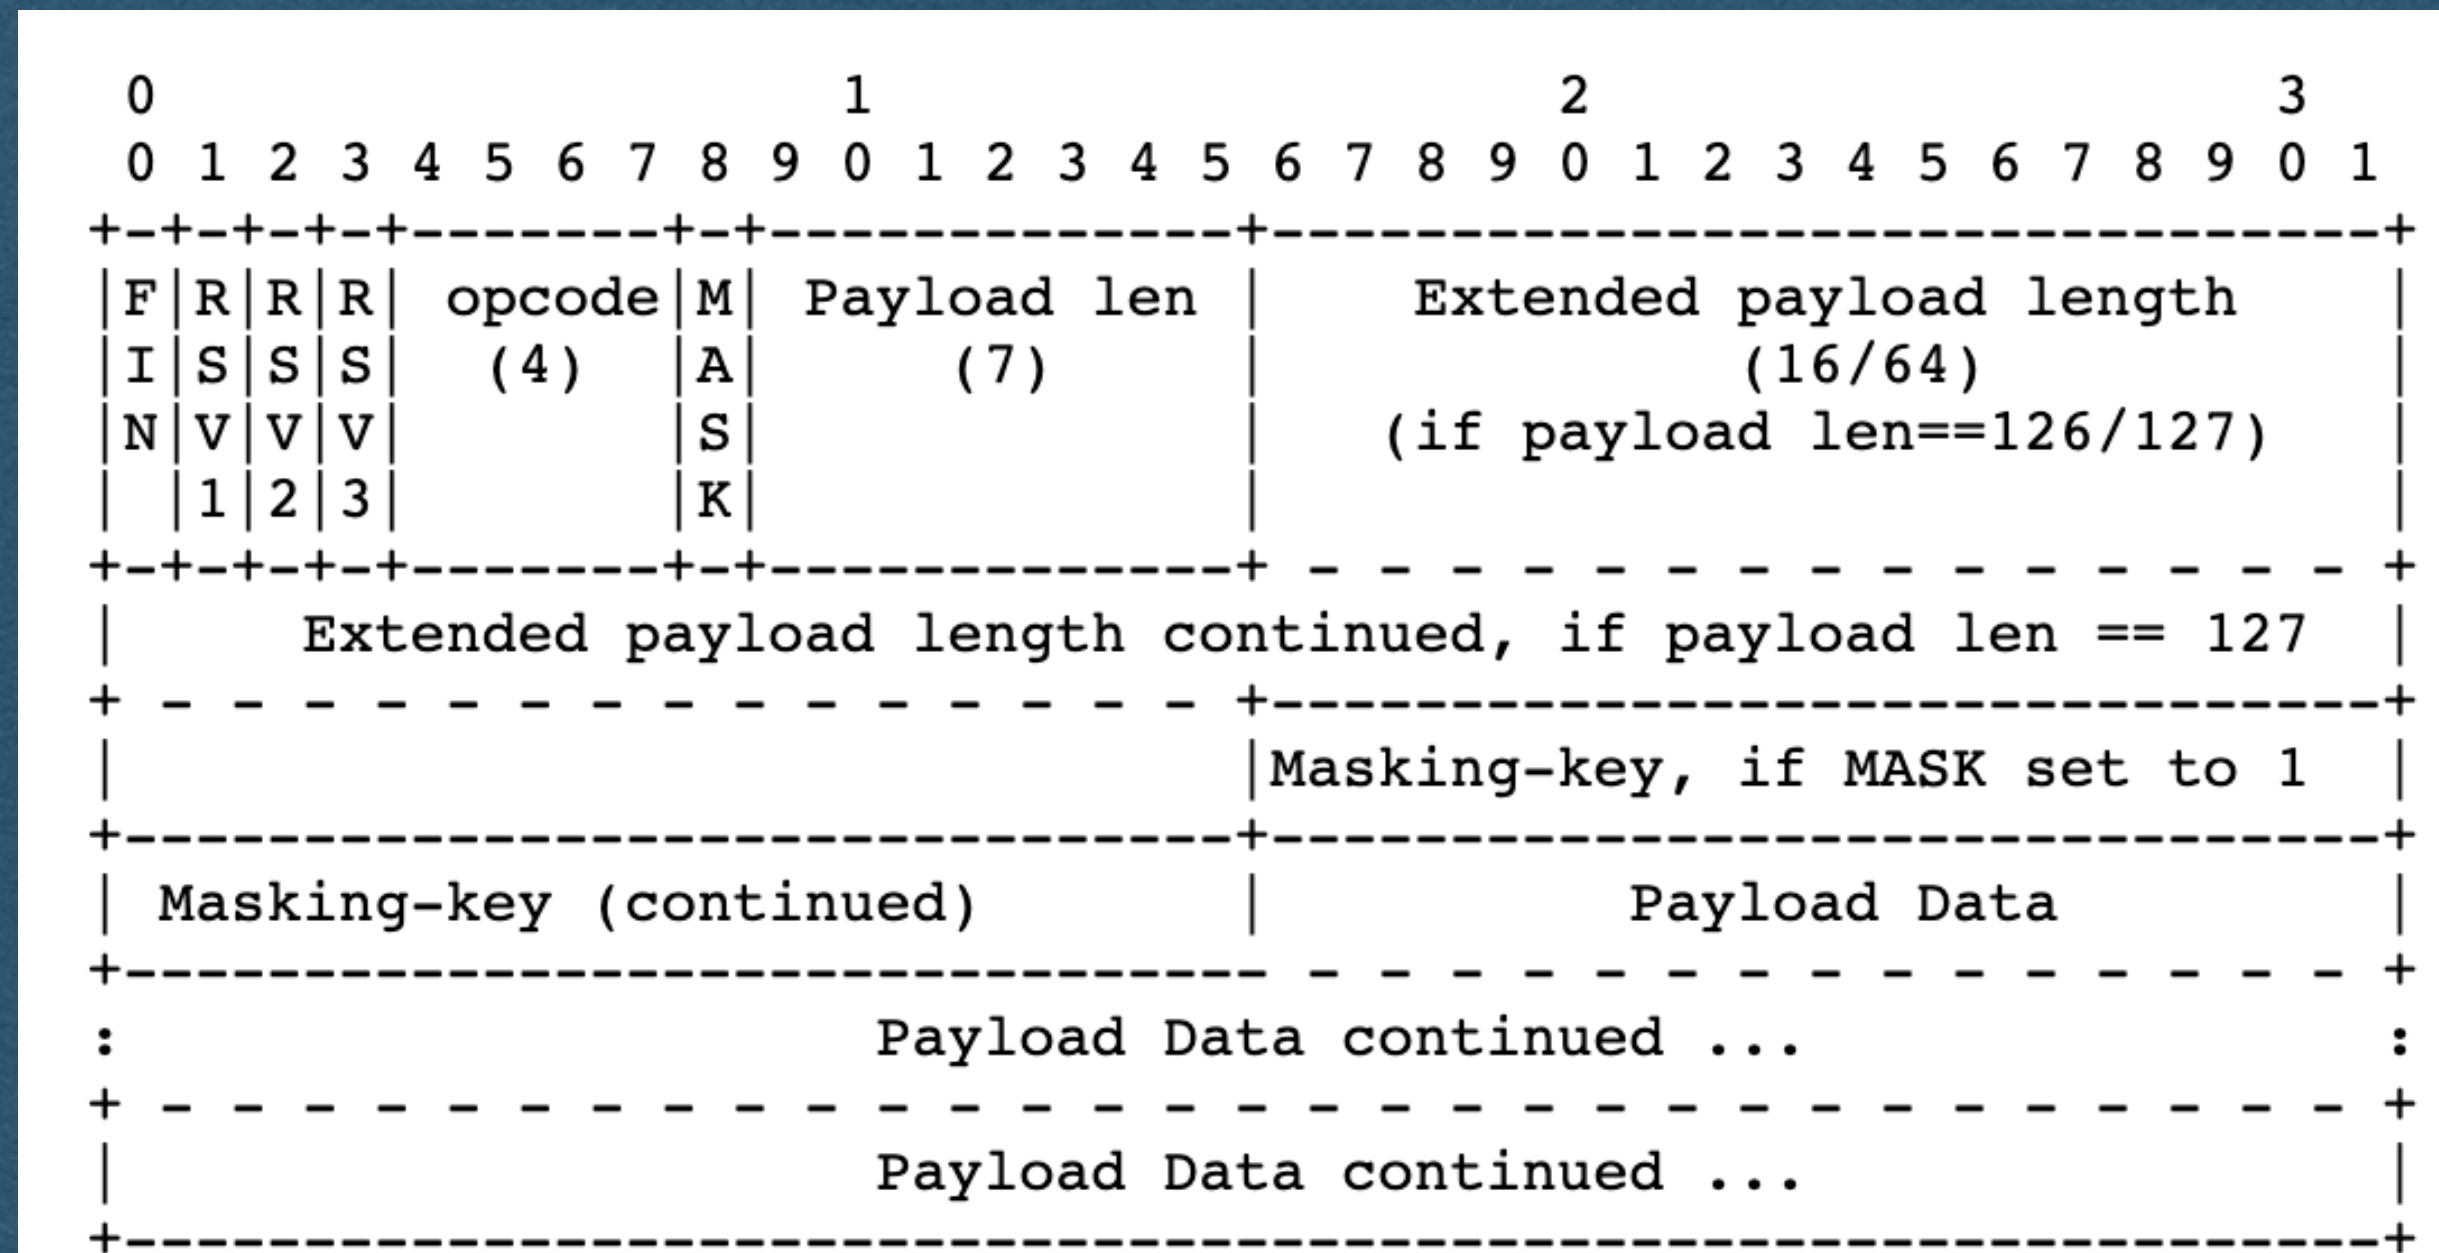 0                   1                   2                   3
 0 1 2 3 4 5 6 7 8 9 0 1 2 3 4 5 6 7 8 9 0 1 2 3 4 5 6 7 8 9 0 1
+-+-+-+-+-------+-+-------------+-------------------------------+
|F|R|R|R| opcode|M| Payload len |    Extended payload length    |
|I|S|S|S|  (4)  |A|     (7)     |             (16/64)           |
|N|V|V|V|       |S|             |   (if payload len==126/127)   |
| |1|2|3|       |K|             |                               |
+-+-+-+-+-------+-+-------------+ - - - - - - - - - - - - - - - +
|     Extended payload length continued, if payload len == 127  |
+ - - - - - - - - - - - - - - - +-------------------------------+
|                               |Masking-key, if MASK set to 1  |
+-------------------------------+-------------------------------+
| Masking-key (continued)       |          Payload Data         |
+-------------------------------- - - - - - - - - - - - - - - - +
:                     Payload Data continued ...                :
+ - - - - - - - - - - - - - - - - - - - - - - - - - - - - - - - +
|                     Payload Data continued ...                |
+---------------------------------------------------------------+